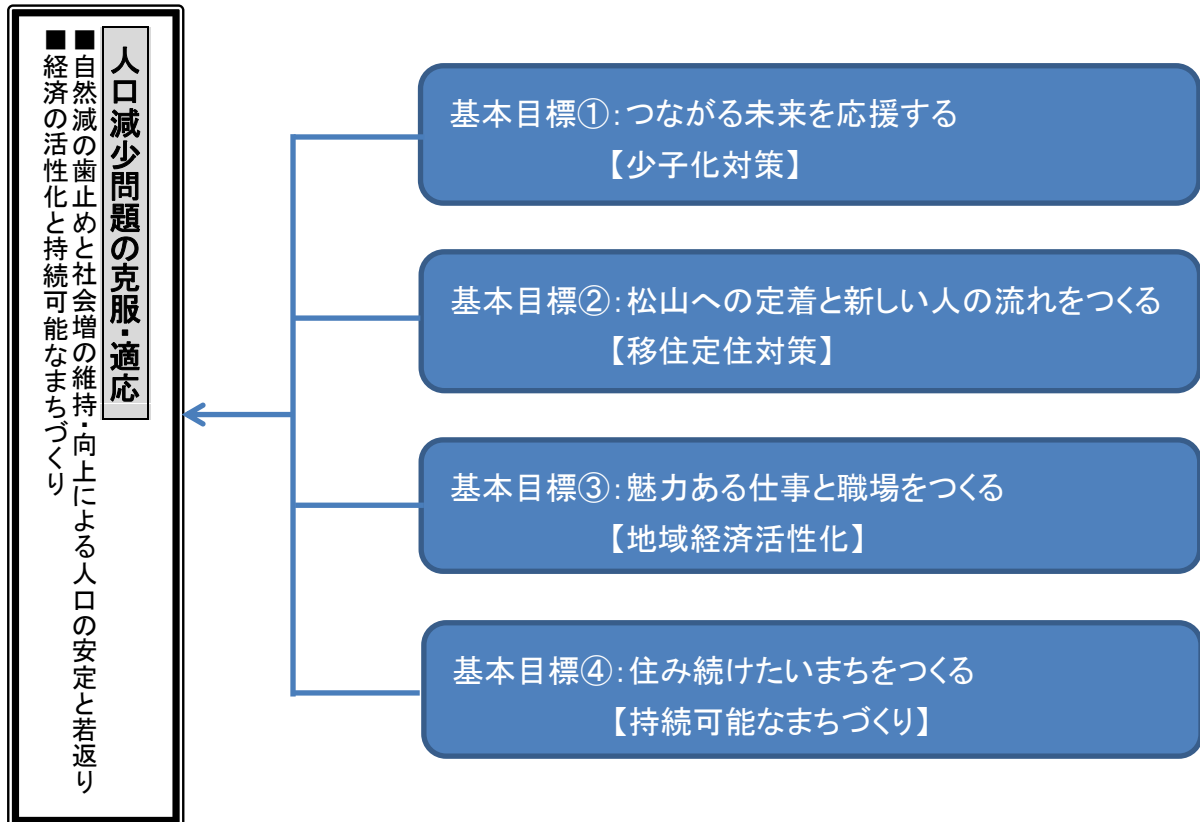 人口減少問題の克服・適応
■自然減の歯止めと社会増の維持・向上による人口の安定と若返り
■経済の活性化と持続可能なまちづくり
基本目標①：つながる未来を応援する
【少子化対策】
基本目標②：松山への定着と新しい人の流れをつくる
【移住定住対策】
基本目標③：魅力ある仕事と職場をつくる
【地域経済活性化】
基本目標④：住み続けたいまちをつくる
【持続可能なまちづくり】